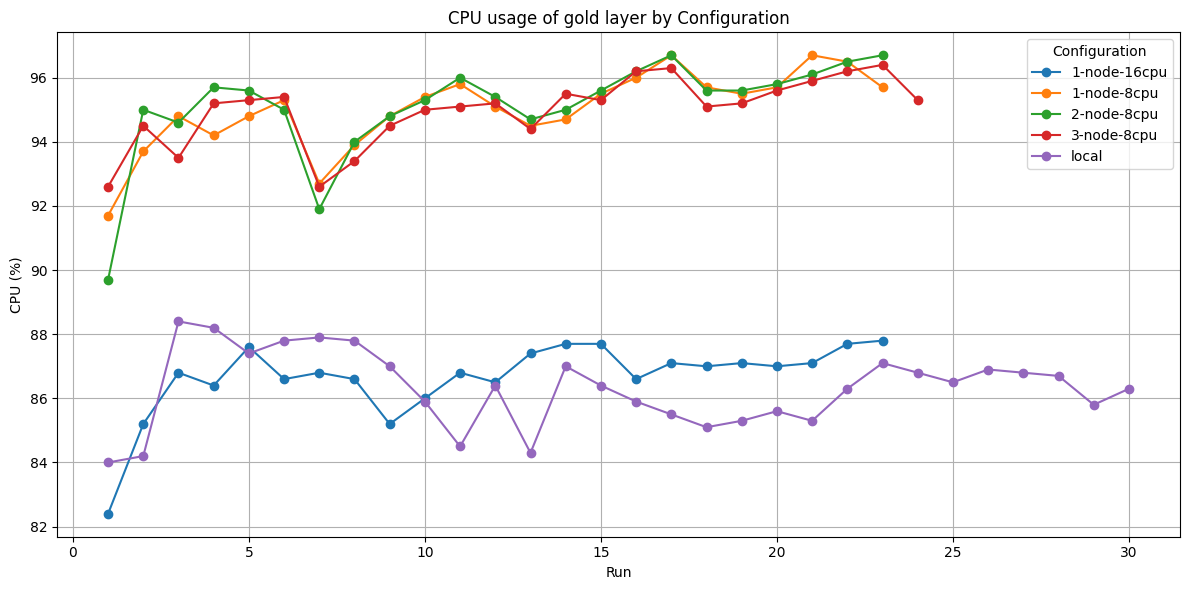 CPU usage of gold layer by Configuration
CPU (%)
96
94
92
90
88
86
84
82
0
5
10
15
20
25
30
Run
Configuration
1-node-16cpu
1-node-8cpu
2-node-8cpu
3-node-8cpu
local